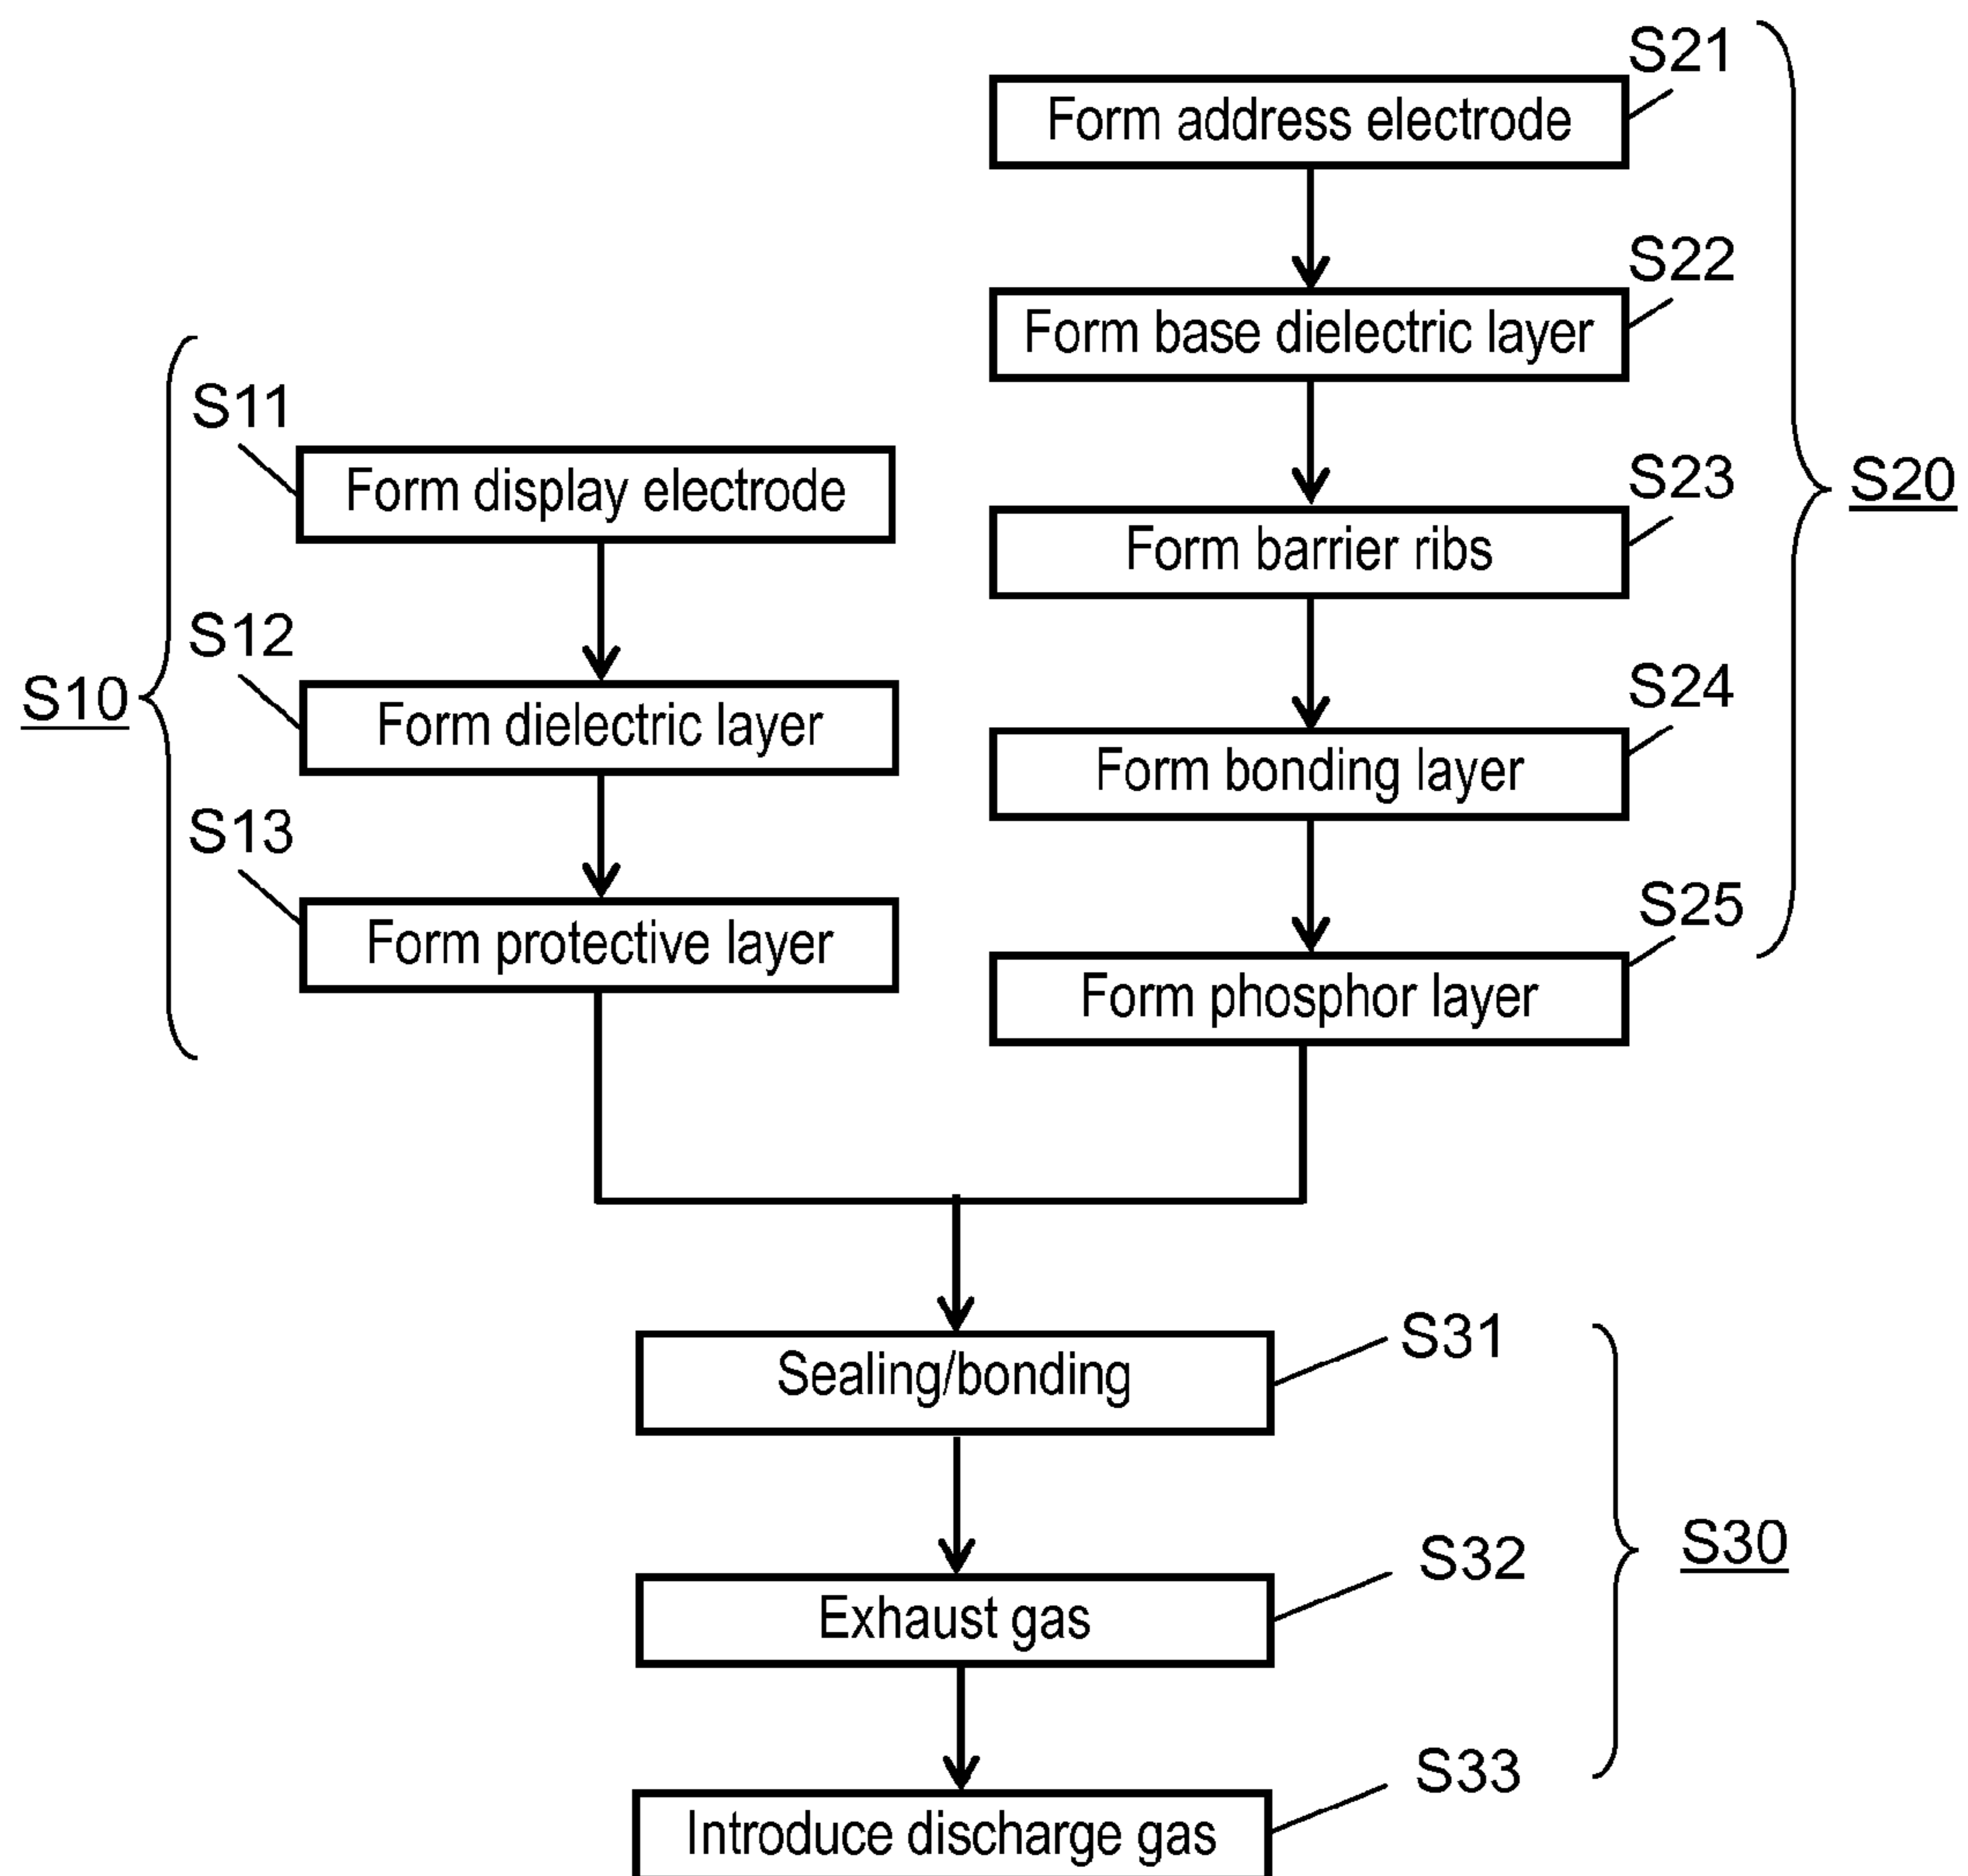 S21
Form address electrode
S22
Form base dielectric layer
S23
Form barrier ribs
S24
Form bonding layer
S25
Form phosphor layer
S20
S11
Form display electrode
S12
Form dielectric layer
S13
Form protective layer
S10
S31
Sealing/bonding
S32
Exhaust gas
S33
Introduce discharge gas
S30